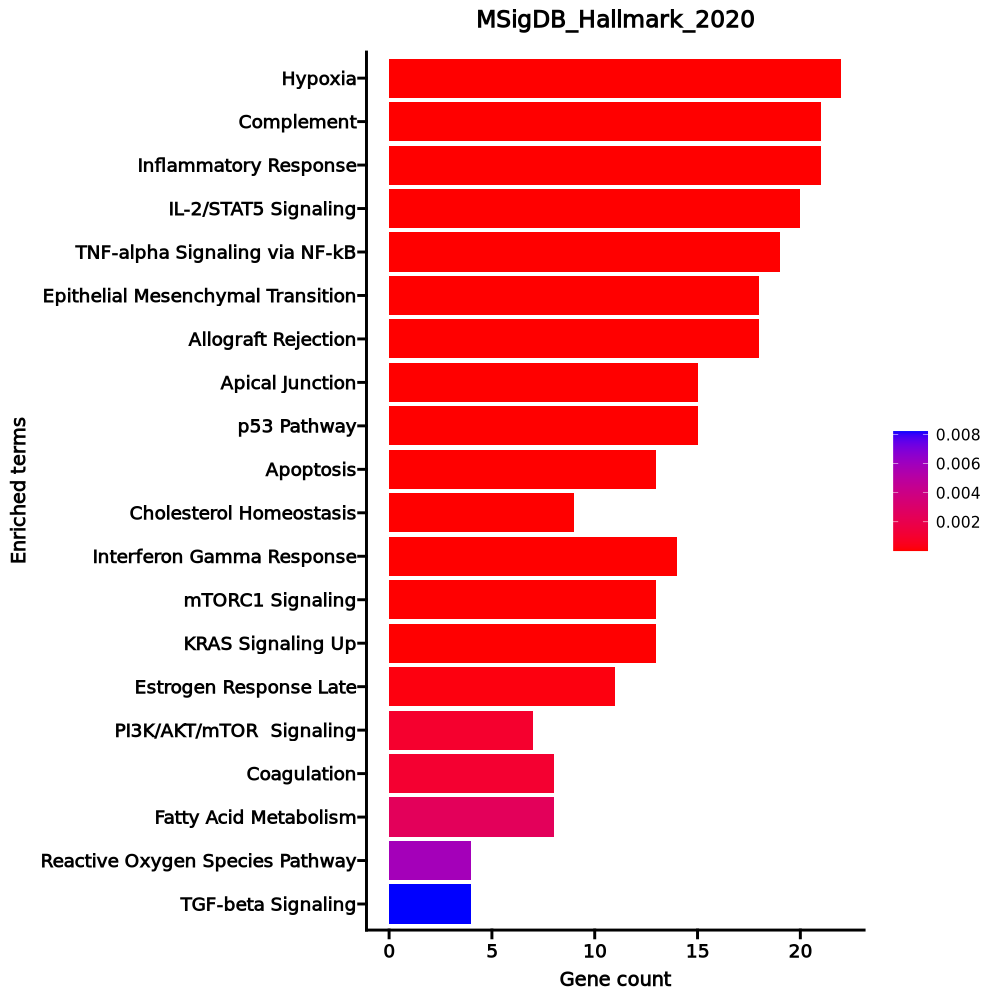 MSigDB_Hallmark_2020
Hypoxia
Complement
Inflammatory Response
IL-2/STAT5 Signaling
TNF-alpha Signaling via NF-kB
Epithelial Mesenchymal Transition
Allograft Rejection
Apical Junction
p53 Pathway
Apoptosis
Cholesterol Homeostasis
Interferon Gamma Response
mTORC1 Signaling
KRAS Signaling Up
Estrogen Response Late
PI3K/AKT/mTOR  Signaling
Coagulation
Fatty Acid Metabolism
Reactive Oxygen Species Pathway
TGF-beta Signaling
Enriched terms
0 5 10 15 20
Gene count
0.008
0.006
0.004
0.002